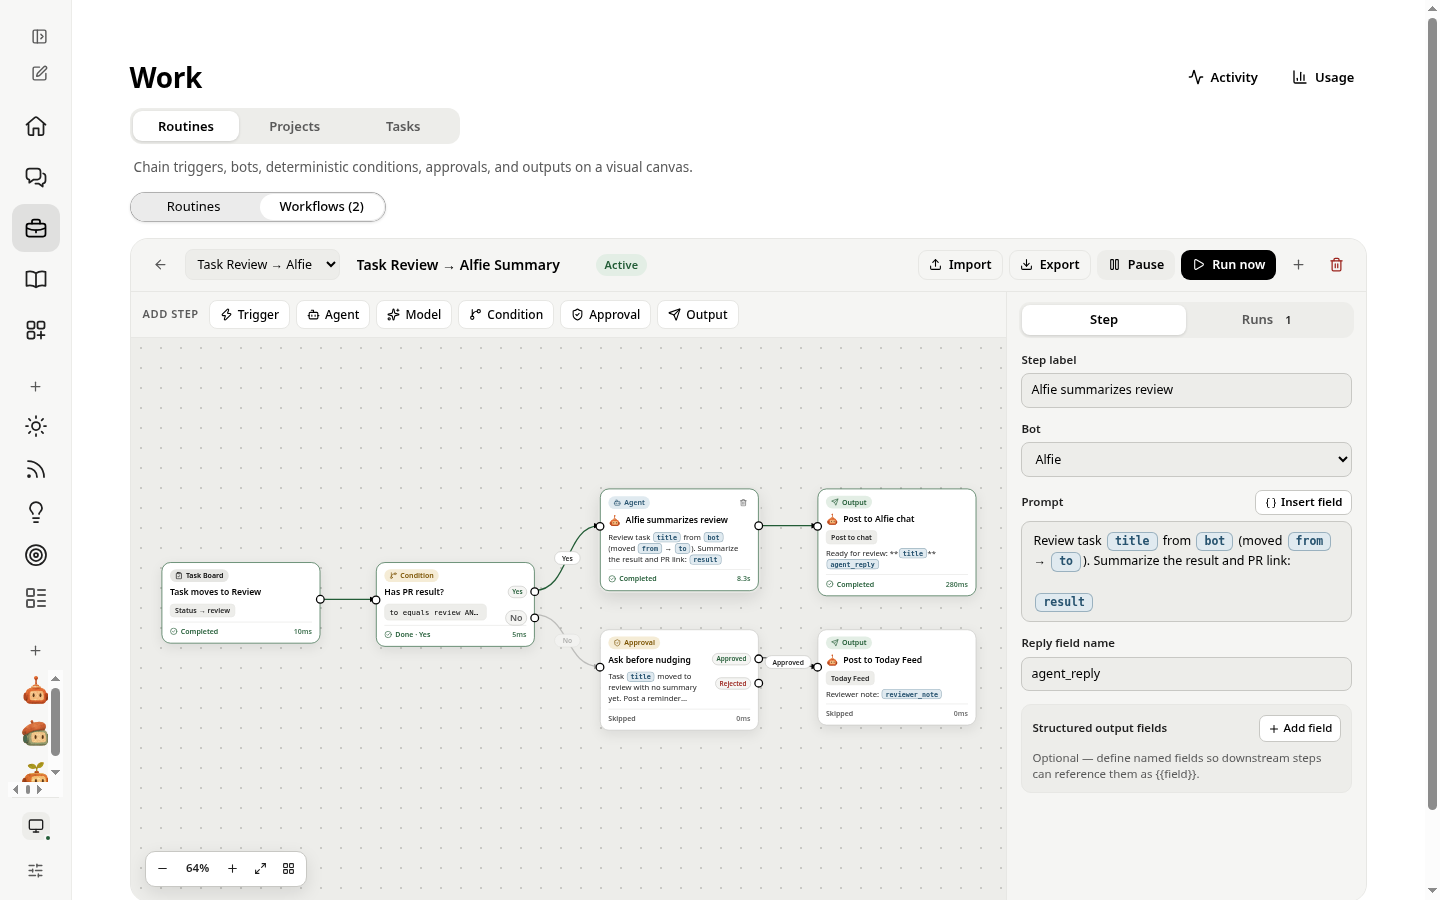 Work
Activity
Usage
Routines
Projects
Tasks
Chain triggers, bots, deterministic conditions, approvals, and outputs on a visual canvas.
Routines
Workflows (2)
Task Review → Alfie
Task Review → Alfie Summary
Active
Import
Export
Pause
Run now
ADD STEP
Trigger
Agent
Model
Condition
Approval
Output
Task Board
Task moves to Review
Status → review
Completed
10ms
Condition
Has PR result?
Yes
to equals review AN…
No
Done · Yes
5ms
Yes
No
Agent
Alfie summarizes review
Review task title from bot
(moved from → to ). Summarize
the result and PR link: result
Completed
8.3s
Output
Post to Alfie chat
Post to chat
Ready for review: ** title **
agent_reply
Completed
280ms
Approval
Ask before nudging
Approved
Task title moved to
review with no summary
yet. Post a reminder…
Rejected
Skipped
0ms
Approved
Output
Post to Today Feed
Today Feed
Reviewer note: reviewer_note
Skipped
0ms
64%
Step
Runs 1
Step label
Alfie summarizes review
Bot
Alfie
Prompt
{ } Insert field
Review task title from bot (moved from
→ to ). Summarize the result and PR link:
result
Reply field name
agent_reply
Structured output fields
Add field
Optional — define named fields so downstream steps
can reference them as {{field}}.